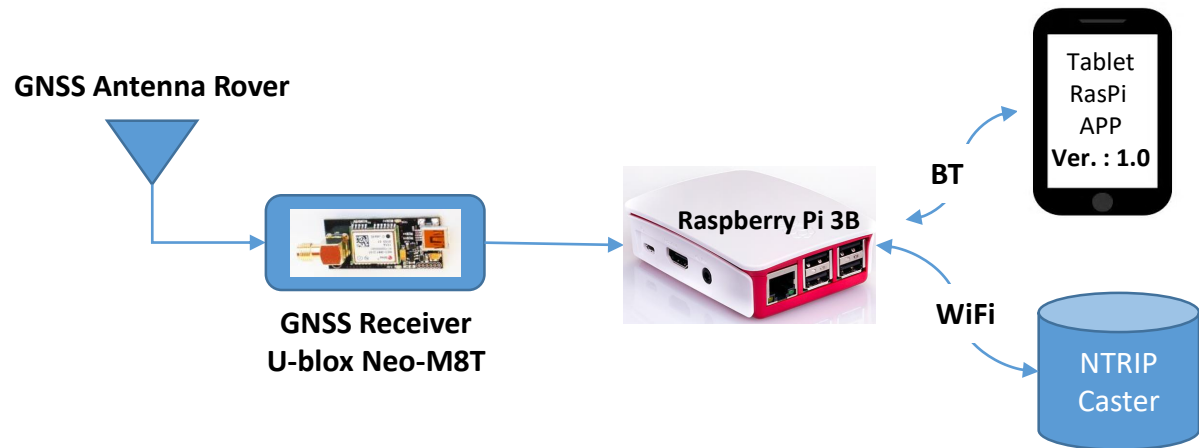 GNSS Antenna Rover
GNSS Receiver
U-blox Neo-M8T
Raspberry Pi 3B
BT
WiFi
Tablet
RasPi
APP
Ver. : 1.0
NTRIP
Caster